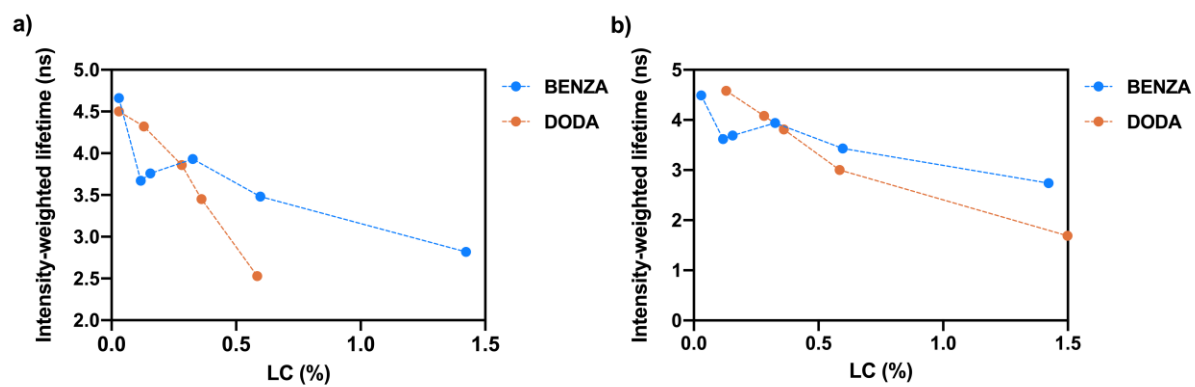 a)
Intensity-weighted lifetime (ns)
5.0
4.5
4.0
3.5
3.0
2.5
2.0
0.0
0.5
1.0
1.5
LC (%)
BENZA
DODA
b)
Intensity-weighted lifetime (ns)
5
4
3
2
1
0
0.0
0.5
1.0
1.5
LC (%)
BENZA
DODA